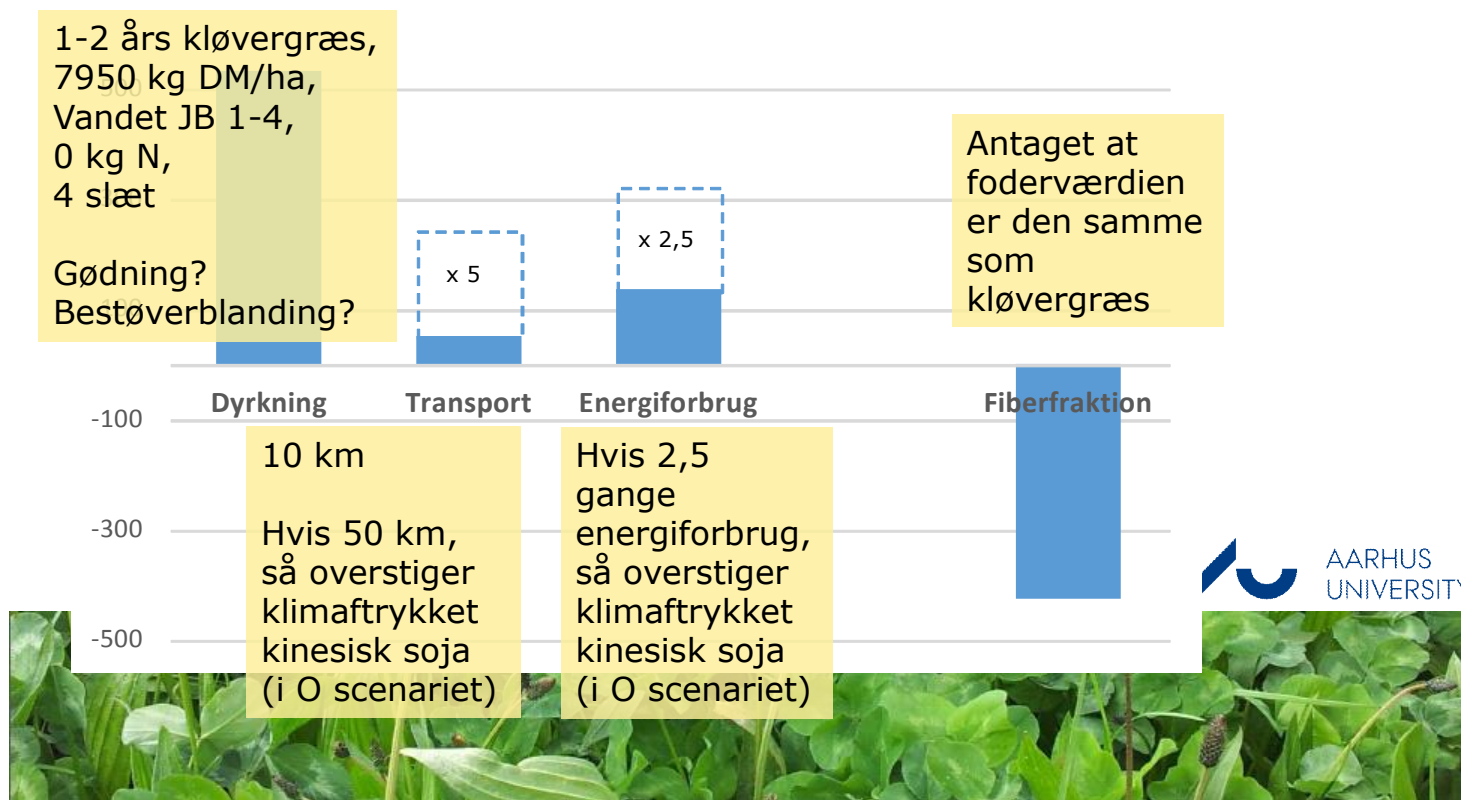 1-2 års kløvergræs,
7950 kg DM/ha,
Vandet JB 1-4,
0 kg N,
4 slæt
Gødning?
Bestøverblanding?
500
100
x 5
x 2,5
Antaget at
foderværdien
er den samme
som
kløvergræs
Dyrkning
Transport
Energiforbrug
Fiberfraktion
-100
-300
-500
10 km
Hvis 50 km,
så overstiger
klimaftrykket
kinesisk soja
(i O scenariet)
Hvis 2,5
gange
energiforbrug,
så overstiger
klimaftrykket
kinesisk soja
(i O scenariet)
AARHUS
UNIVERSITY